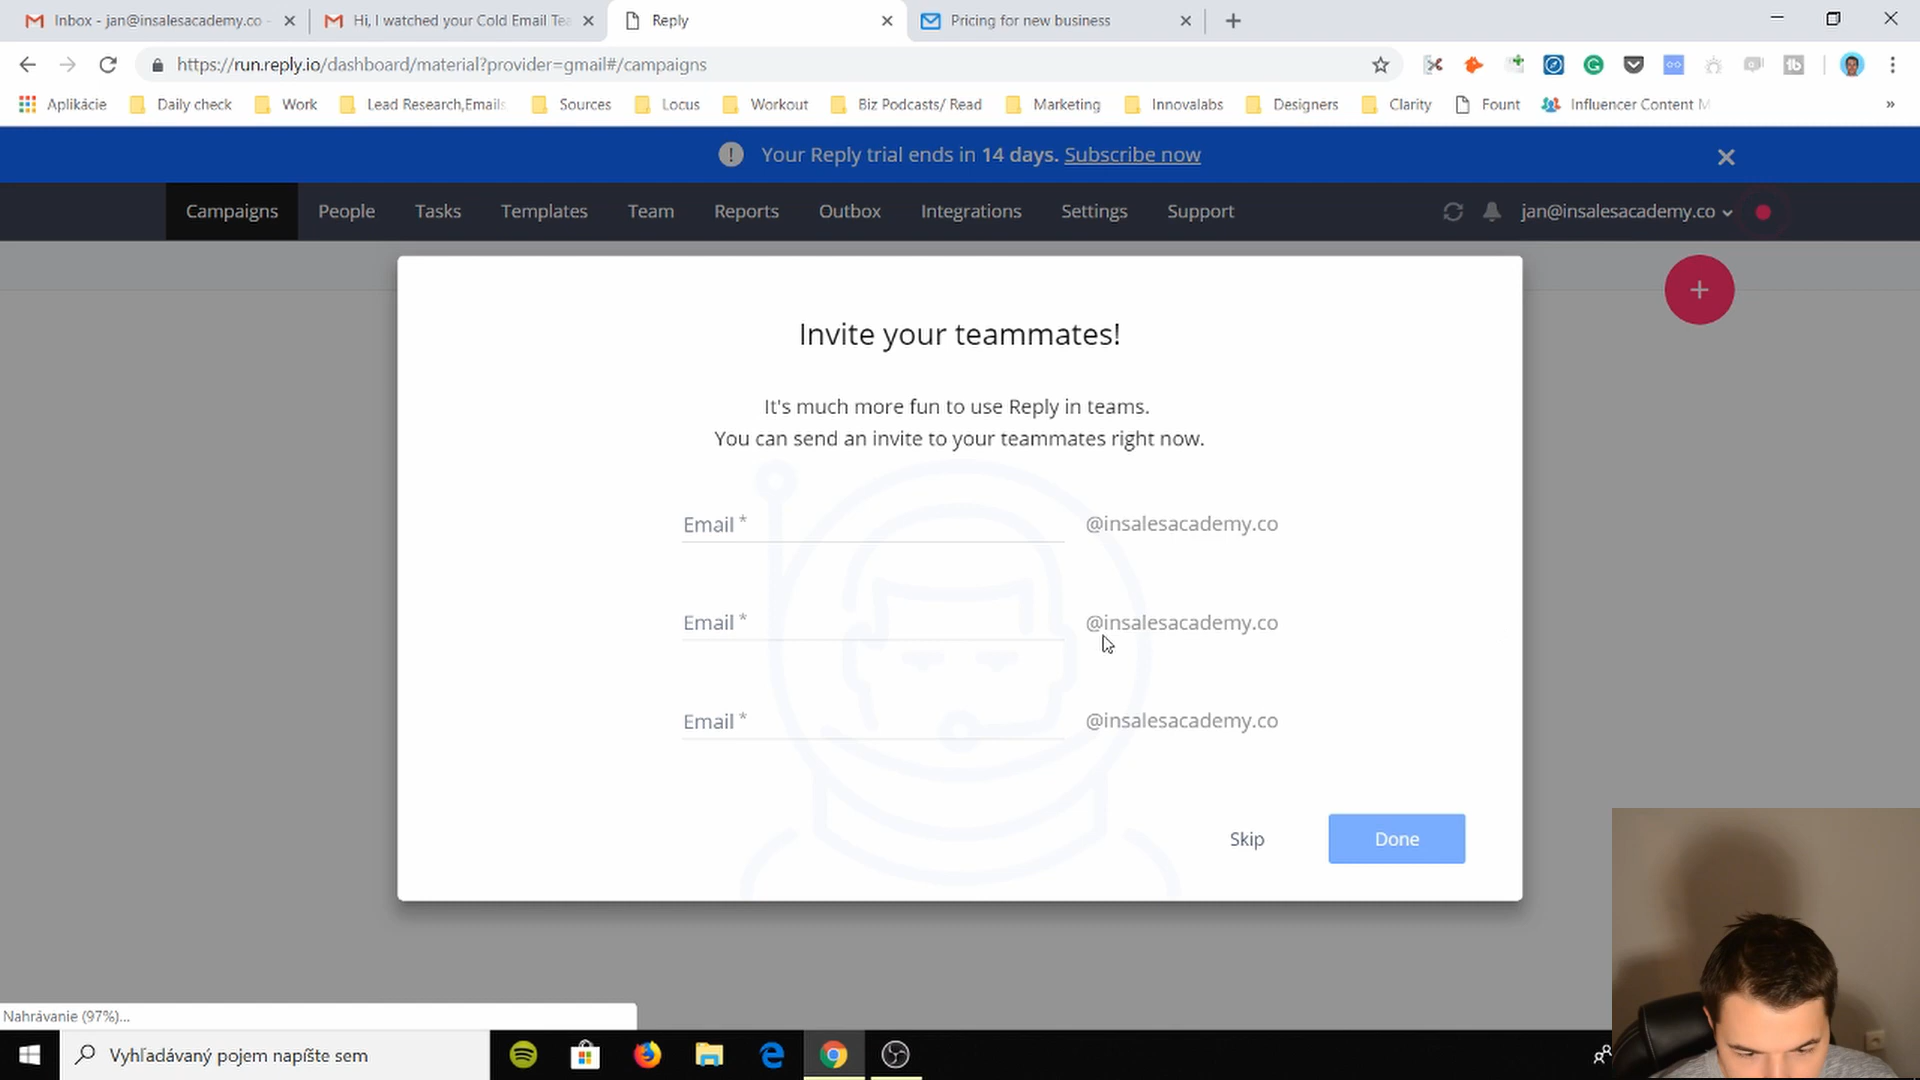 Inbox - jan@insalesacademy.co -
Hi, I watched your Cold Email Tea
Reply
Pricing for new business
https://run.reply.io/dashboard/material?provider=gmail#/campaigns
Aplikácie
Daily check
Work
Lead Research,Emails
Sources
Locus
Workout
Biz Podcasts/ Read
Marketing
Innovalabs
Designers
Clarity
Fount
Influencer Content M
»
Your Reply trial ends in 14 days. Subscribe now
Campaigns
People
Tasks
Templates
Team
Reports
Outbox
Integrations
Settings
Support
jan@insalesacademy.co
Invite your teammates!
It's much more fun to use Reply in teams.
You can send an invite to your teammates right now.
Email *
@insalesacademy.co
Email *
@insalesacademy.co
Email *
@insalesacademy.co
Skip
Done
Nahrávanie (97%)...
Vyhľadávaný pojem napíšte sem